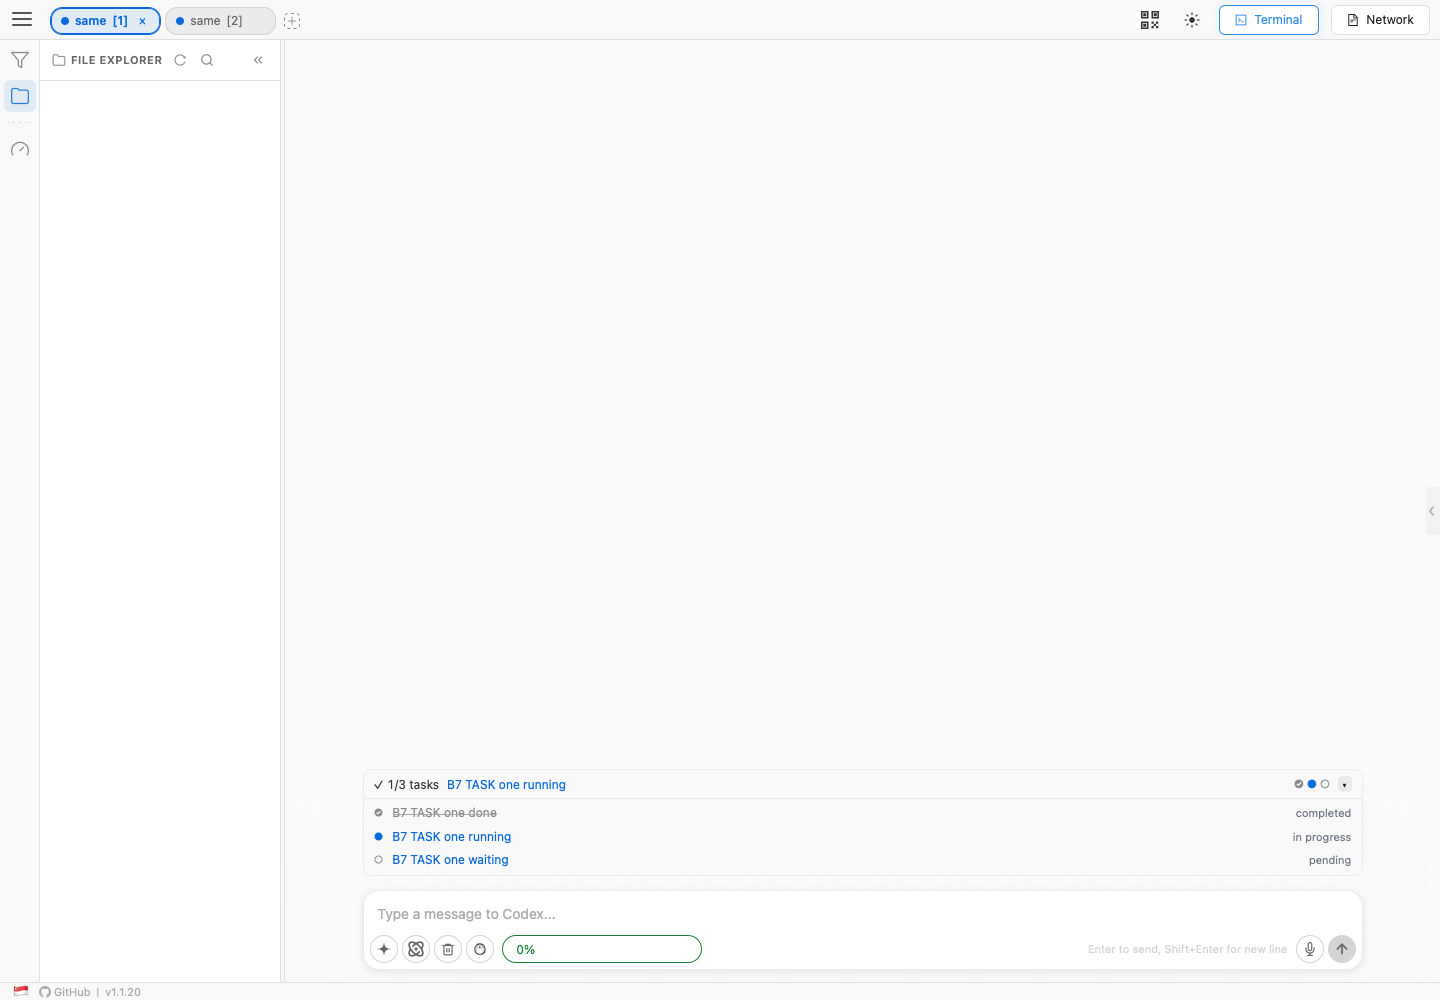 same [1] ×
same [2]
Terminal
Network
FILE EXPLORER
1/3 tasks B7 TASK one running
B7 TASK one done completed
B7 TASK one running in progress
B7 TASK one waiting pending
Type a message to Codex...
0%
Enter to send, Shift+Enter for new line
GitHub | v1.1.20